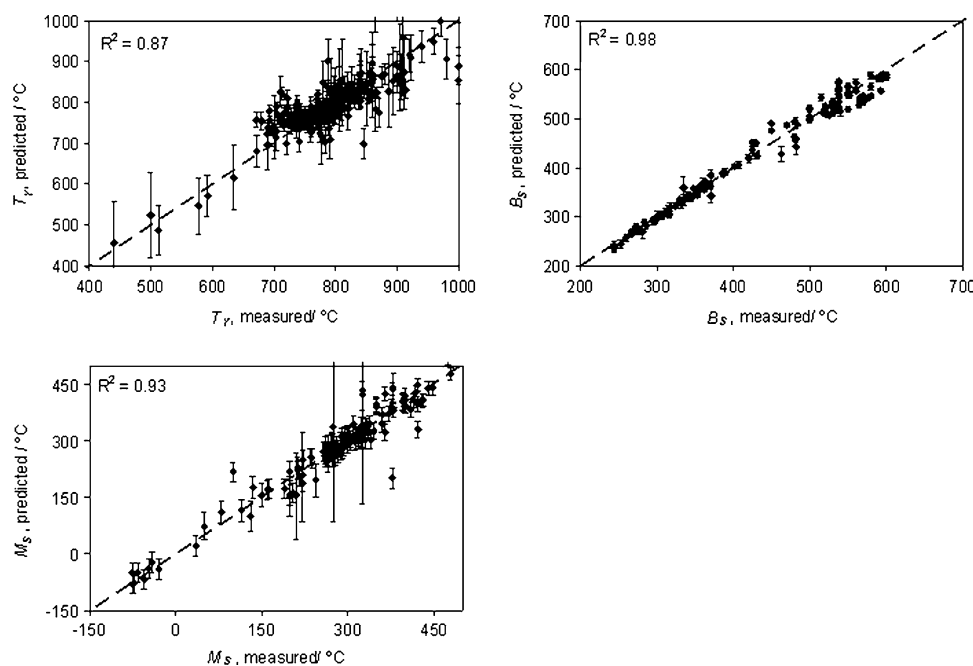 R² = 0.87
1000
900
800
700
600
500
400
Tγ, predicted / °C
400 500 600 700 800 900 1000
Tγ, measured/ °C
R² = 0.98
700
600
500
400
300
200
Bs, predicted / °C
200 300 400 500 600 700
Bs, measured/ °C
R² = 0.93
450
300
150
0
-150
Ms, predicted / °C
-150 0 150 300 450
Ms, measured/ °C